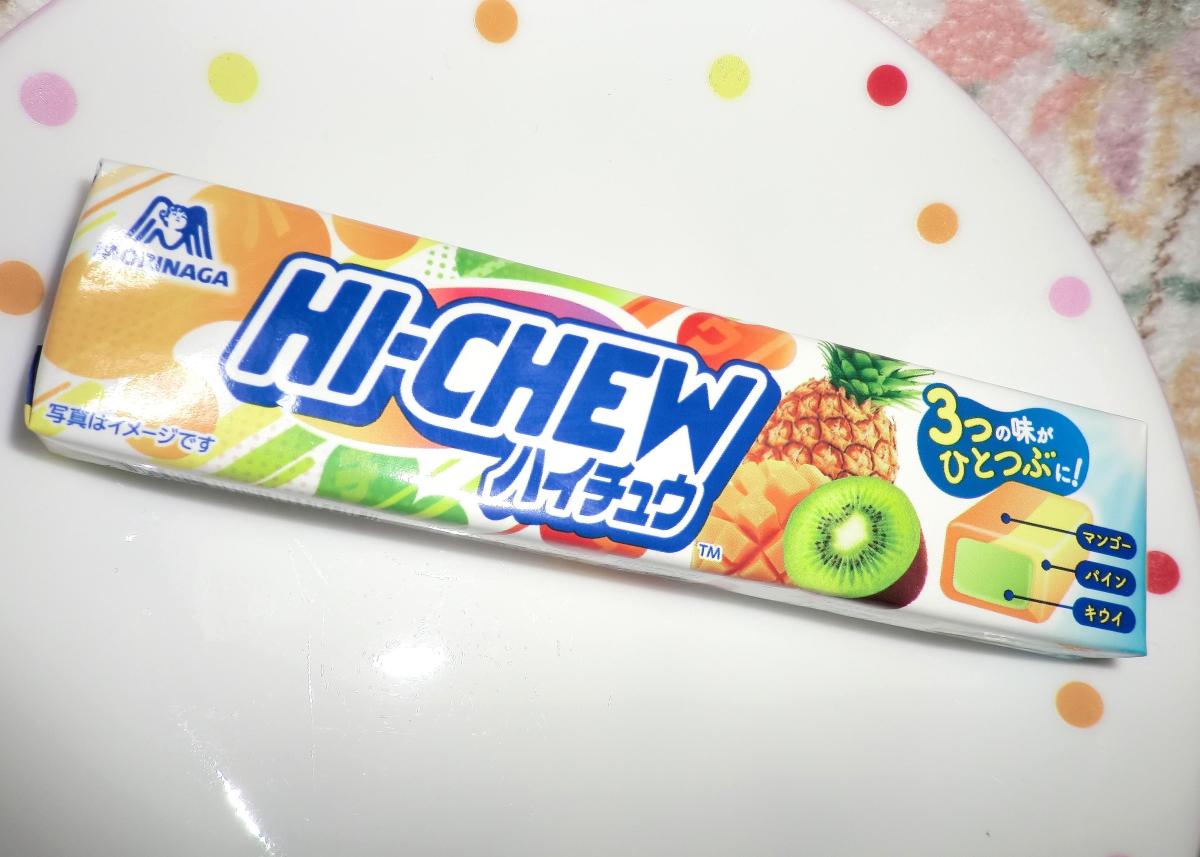 MORINAGA
HI-CHEW
ハイチュウ
TM
写真はイメージです
3つの味が
ひとつぶに!
マンゴー
パイン
キウイ